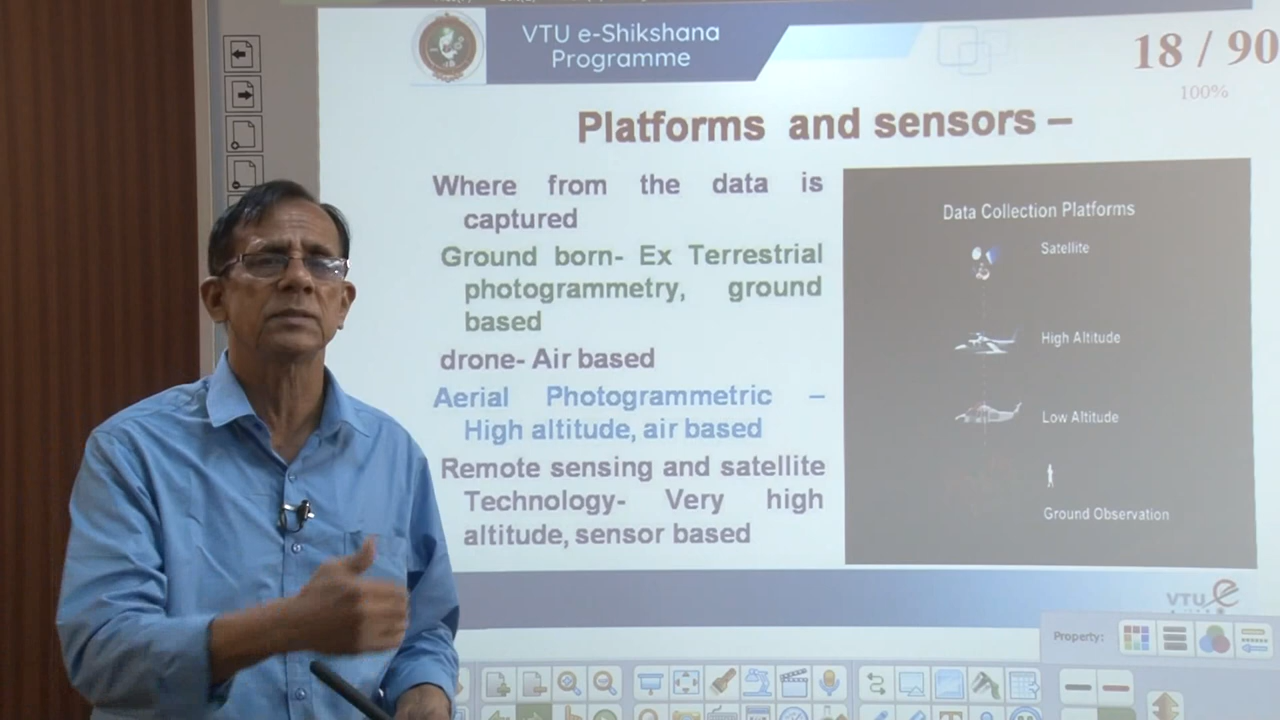 VTU e-Shikshana
Programme
18 / 90
100%
Platforms and sensors –
Where from the data is
captured
Ground born- Ex Terrestrial
photogrammetry, ground
based
drone- Air based
Aerial Photogrammetric –
High altitude, air based
Remote sensing and satellite
Technology- Very high
altitude, sensor based
Data Collection Platforms
Satellite
High Altitude
Low Altitude
Ground Observation
VTU e
Property: